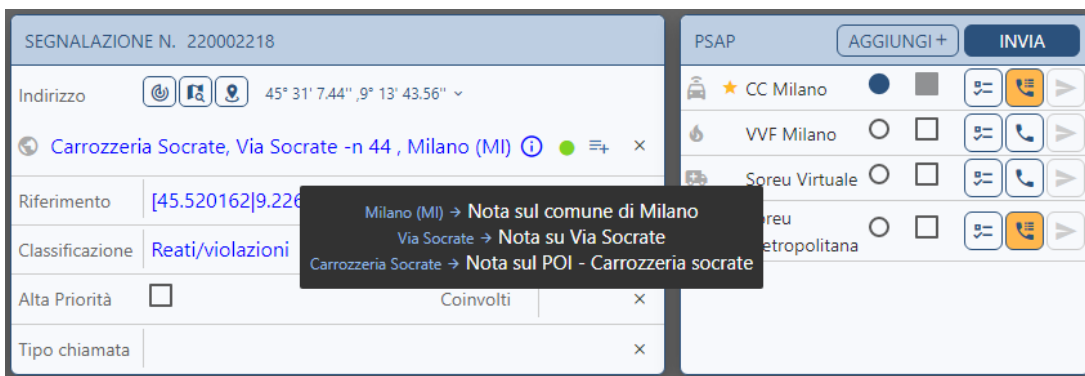 SEGNALAZIONE N. 220002218
Indirizzo
45° 31' 7.44'' ,9° 13' 43.56''
Carrozzeria Socrate, Via Socrate -n 44 , Milano (MI)
Riferimento
[45.520162|9.226
Classificazione
Reati/violazioni
Alta Priorità
Coinvolti
Tipo chiamata
Milano (MI) → Nota sul comune di Milano
Via Socrate → Nota su Via Socrate
Carrozzeria Socrate → Nota sul POI - Carrozzeria socrate
PSAP
AGGIUNGI +
INVIA
CC Milano
VVF Milano
Soreu Virtuale